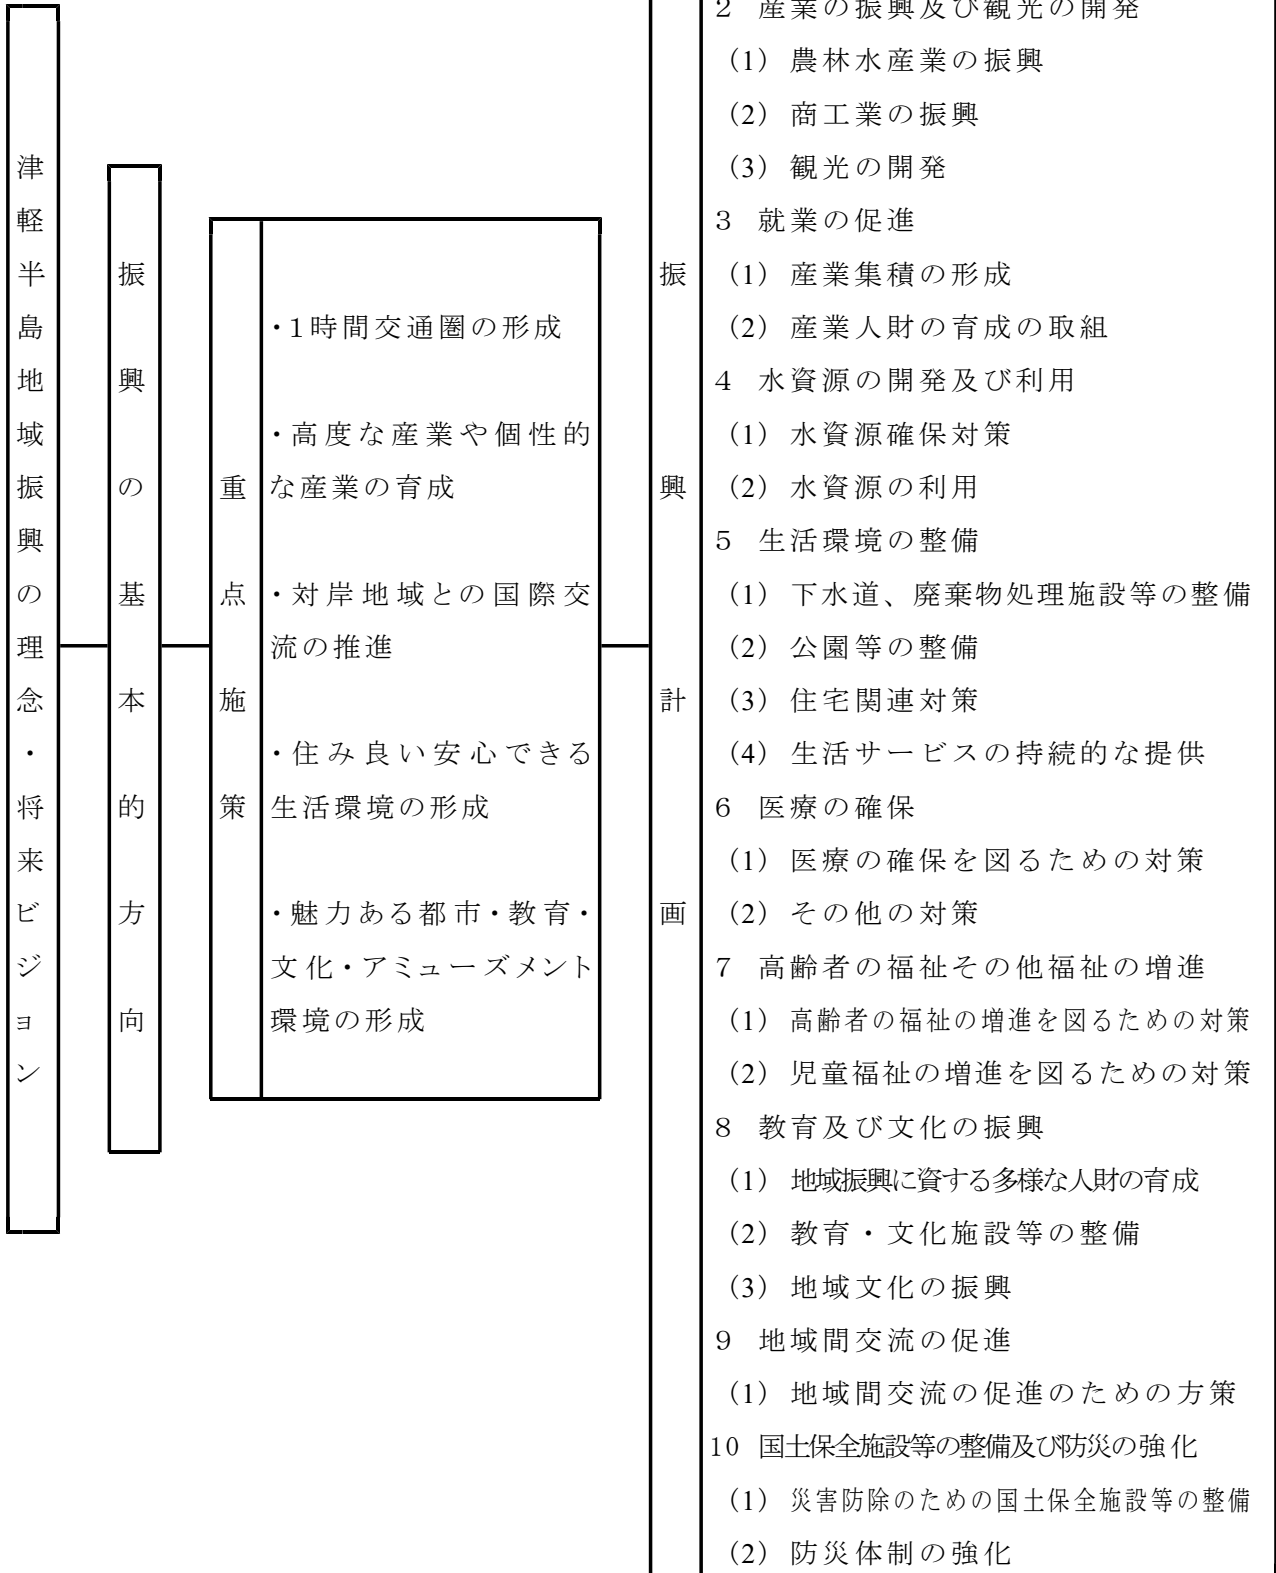 津軽半島地域振興の理念・将来ビジョン
振興の基本的方向
重点施策
・1時間交通圏の形成
・高度な産業や個性的
な産業の育成
・対岸地域との国際交
流の推進
・住み良い安心できる
生活環境の形成
・魅力ある都市・教育・
文化・アミューズメント
環境の形成
振興計画
2 産業の振興及び観光の開発
(1) 農林水産業の振興
(2) 商工業の振興
(3) 観光の開発
3 就業の促進
(1) 産業集積の形成
(2) 産業人財の育成の取組
4 水資源の開発及び利用
(1) 水資源確保対策
(2) 水資源の利用
5 生活環境の整備
(1) 下水道、廃棄物処理施設等の整備
(2) 公園等の整備
(3) 住宅関連対策
(4) 生活サービスの持続的な提供
6 医療の確保
(1) 医療の確保を図るための対策
(2) その他の対策
7 高齢者の福祉その他福祉の増進
(1) 高齢者の福祉の増進を図るための対策
(2) 児童福祉の増進を図るための対策
8 教育及び文化の振興
(1) 地域振興に資する多様な人財の育成
(2) 教育・文化施設等の整備
(3) 地域文化の振興
9 地域間交流の促進
(1) 地域間交流の促進のための方策
10 国土保全施設等の整備及び防災の強化
(1) 災害防除のための国土保全施設等の整備
(2) 防災体制の強化